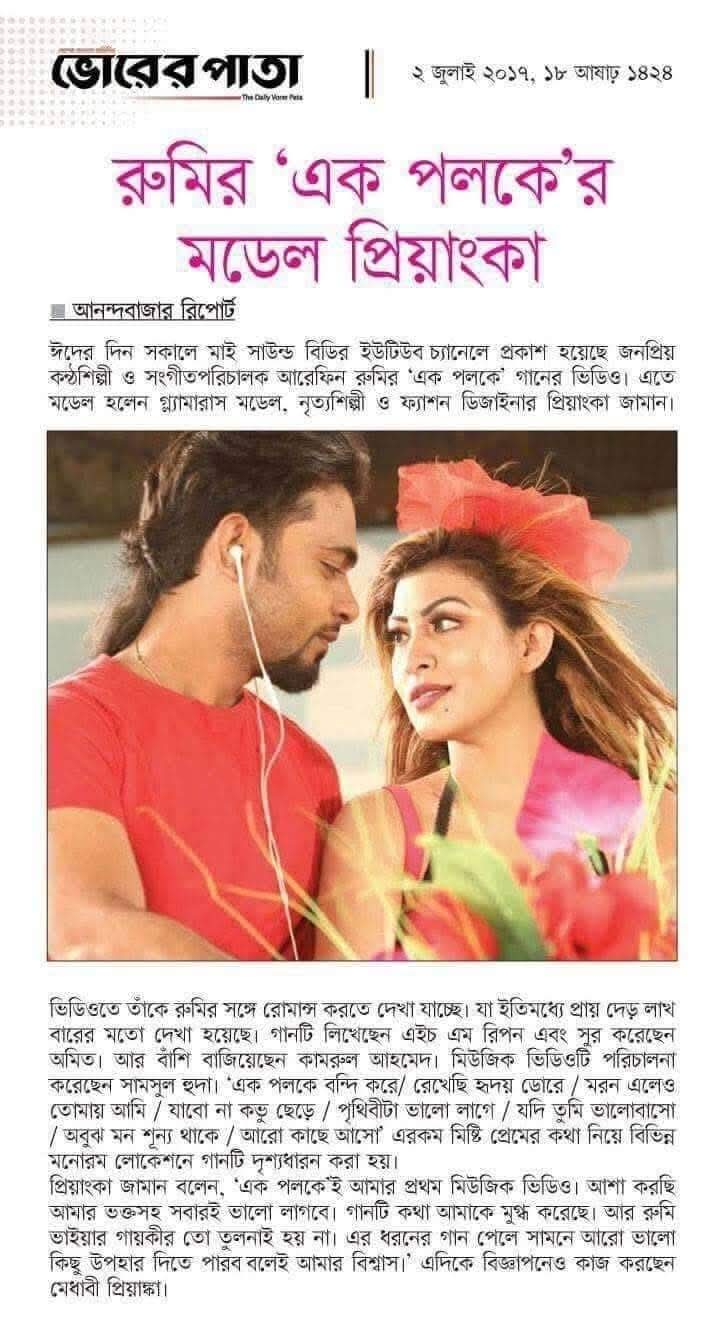 ভোরের পাতা
The Daily Vorer Pata
২ জুলাই ২০১৭, ১৮ আষাঢ় ১৪২৪
রুমির ‘এক পলকে’র
মডেল প্রিয়াংকা
আনন্দবাজার রিপোর্ট
ঈদের দিন সকালে মাই সাউন্ড বিডির ইউটিউব চ্যানেলে প্রকাশ হয়েছে জনপ্রিয়
কন্ঠশিল্পী ও সংগীতপরিচালক আরেফিন রুমির ‘এক পলকে’ গানের ভিডিও। এতে
মডেল হলেন গ্ল্যামারাস মডেল, নৃত্যশিল্পী ও ফ্যাশন ডিজাইনার প্রিয়াংকা জামান।
ভিডিওতে তাঁকে রুমির সঙ্গে রোমান্স করতে দেখা যাচ্ছে। যা ইতিমধ্যে প্রায় দেড় লাখ
বারের মতো দেখা হয়েছে। গানটি লিখেছেন এইচ এম রিপন এবং সুর করেছেন
অমিত। আর বাঁশি বাজিয়েছেন কামরুল আহমেদ। মিউজিক ভিডিওটি পরিচালনা
করেছেন সামসুল হুদা। ‘এক পলকে বন্দি করে/ রেখেছি হৃদয় ডোরে / মরন এলেও
তোমায় আমি / যাবো না কভু ছেড়ে / পৃথিবীটা ভালো লাগে / যদি তুমি ভালোবাসো
/ অবুঝ মন শূন্য থাকে / আরো কাছে আসো’ এরকম মিষ্টি প্রেমের কথা নিয়ে বিভিন্ন
মনোরম লোকেশনে গানটি দৃশ্যধারন করা হয়।
প্রিয়াংকা জামান বলেন, ‘এক পলকে’ই আমার প্রথম মিউজিক ভিডিও। আশা করছি
আমার ভক্তসহ সবারই ভালো লাগবে। গানটি কথা আমাকে মুগ্ধ করেছে। আর রুমি
ভাইয়ার গায়কীর তো তুলনাই হয় না। এর ধরনের গান পেলে সামনে আরো ভালো
কিছু উপহার দিতে পারব বলেই আমার বিশ্বাস।’ এদিকে বিজ্ঞাপনেও কাজ করছেন
মেধাবী প্রিয়াঙ্কা।